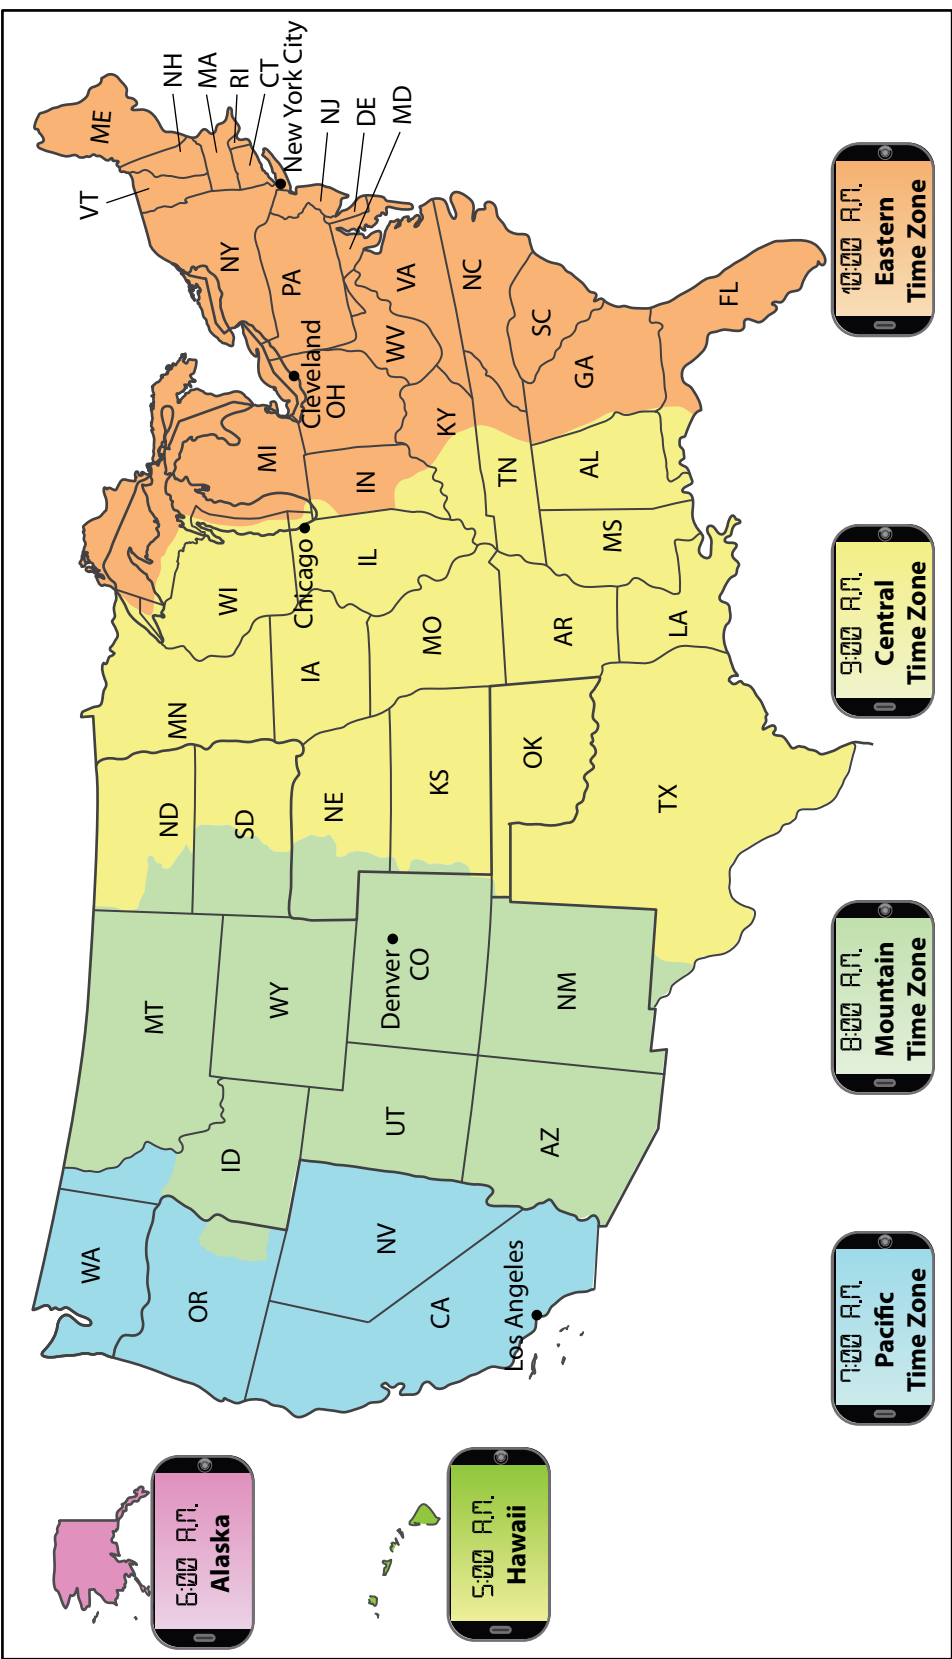 ME
NH
MA
RI
CT
New York City
VT
NY
NJ
DE
MD
PA
Cleveland
OH
WV
VA
NC
SC
GA
FL
MI
IN
KY
TN
AL
MS
WI
Chicago
IL
MN
IA
MO
AR
LA
ND
SD
NE
KS
OK
TX
MT
WY
Denver
CO
NM
ID
UT
AZ
WA
OR
NV
CA
Los Angeles
6:00 A.M.
Alaska
5:00 A.M.
Hawaii
7:00 A.M.
Pacific
Time Zone
8:00 A.M.
Mountain
Time Zone
9:00 A.M.
Central
Time Zone
10:00 A.M.
Eastern
Time Zone